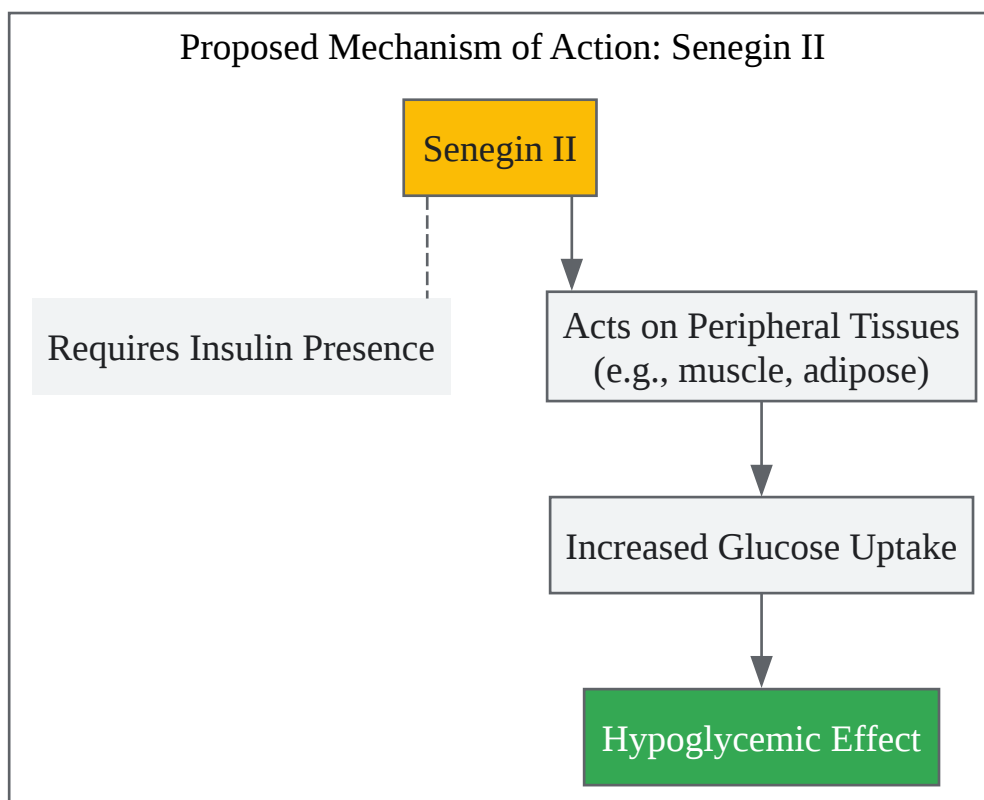 Proposed Mechanism of Action: Senegin II
Senegin II
Requires Insulin Presence
Acts on Peripheral Tissues
(e.g., muscle, adipose)
Increased Glucose Uptake
Hypoglycemic Effect